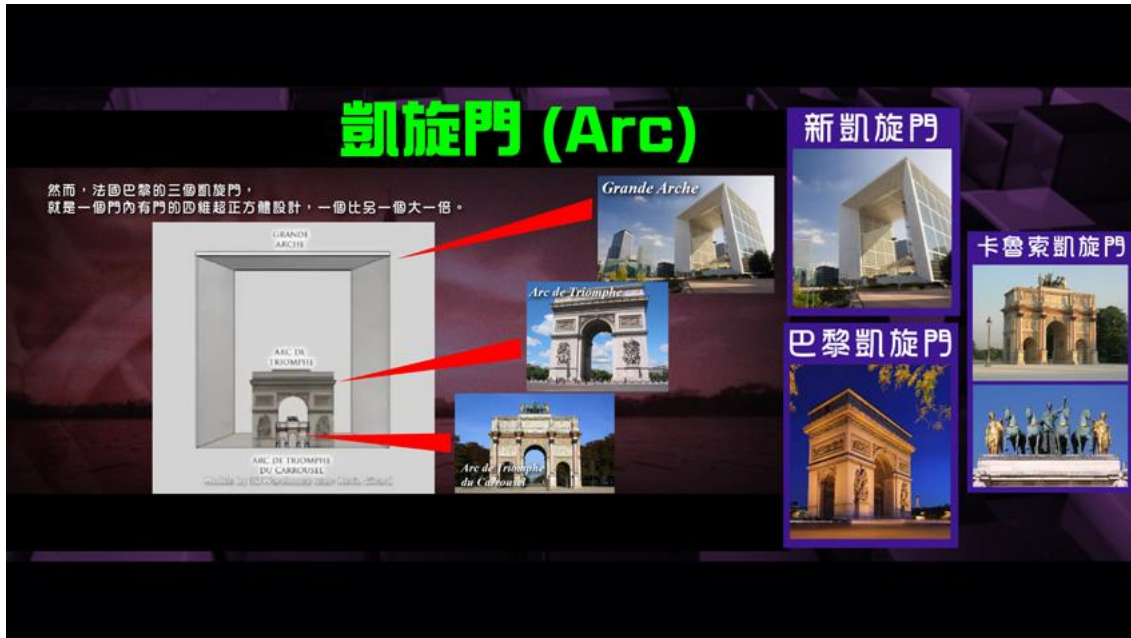 凱旋門 (Arc)
然而，法國巴黎的三個凱旋門，
就是一個門內有門的四維超正方體設計，一個比另一個大一倍。
GRANDE
ARCHE
ARC DE
TRIOMPHE
ARC DE TRIOMPHE
DU CARROUSEL
Grande Arche
Arc de Triomphe
Arc de Triomphe
du Carrousel
新凱旋門
巴黎凱旋門
卡魯索凱旋門